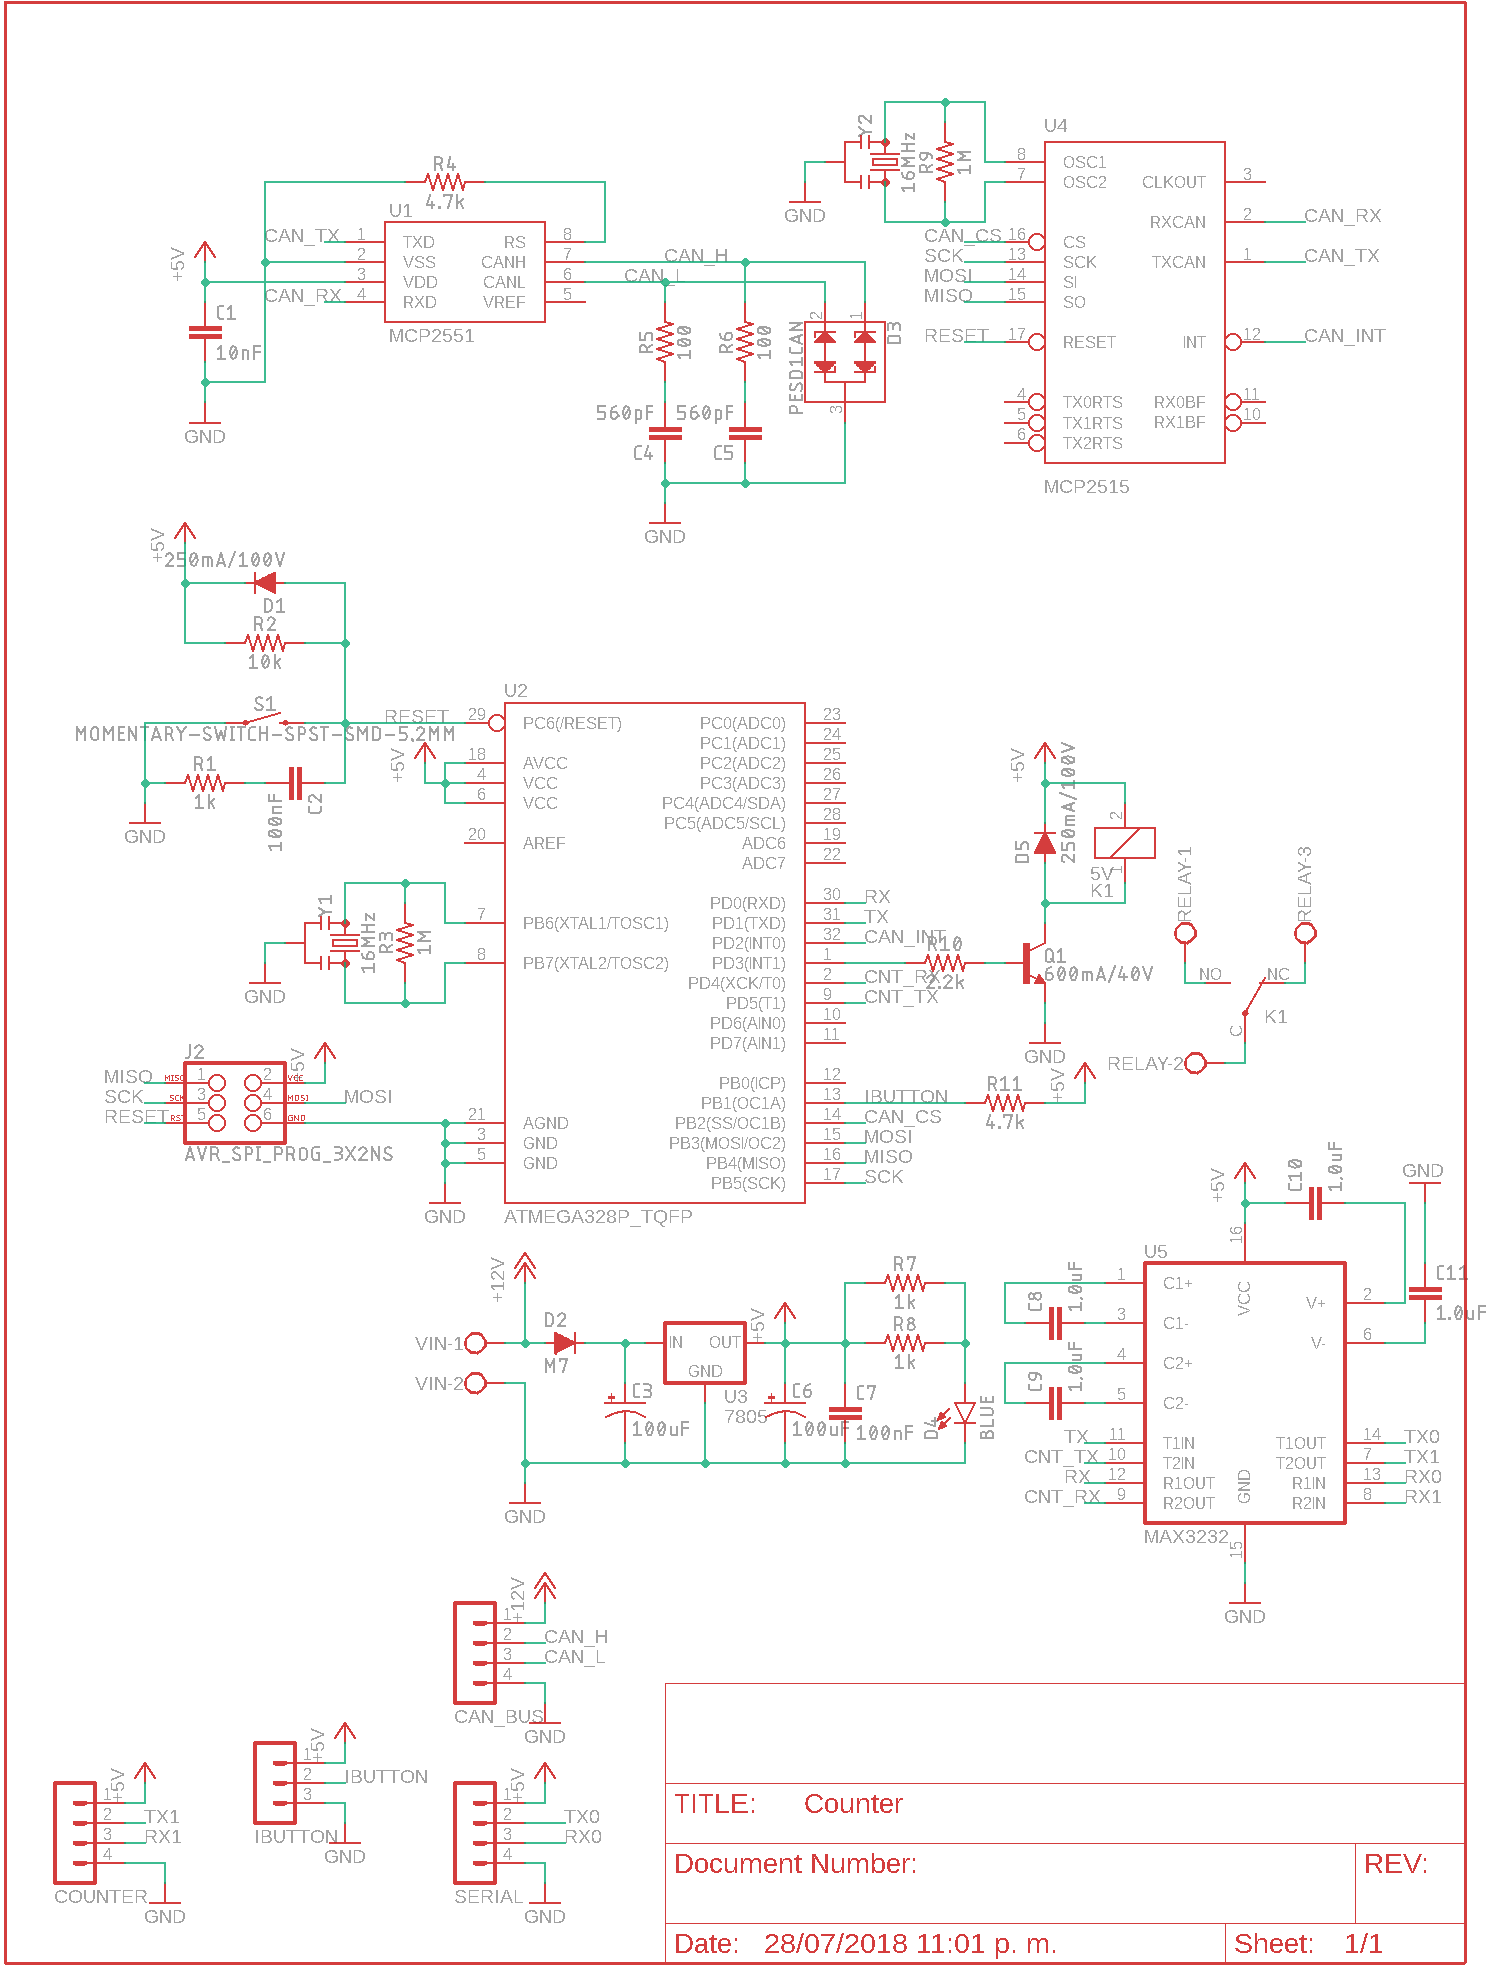 Y2
16MHz
R9
1M
GND
U4
8 OSC1
7 OSC2
CLKOUT 3
RXCAN 2 CAN_RX
CAN_CS 16 CS
SCK 13 SCK
TXCAN 1 CAN_TX
MOSI 14 SI
MISO 15 SO
RESET 17 RESET
INT 12 CAN_INT
4 TX0RTS RX0BF 11
5 TX1RTS RX1BF 10
6 TX2RTS
MCP2515
R4
4.7k
U1
CAN_TX 1 TXD RS 8
2 VSS CANH 7 CAN_H
3 VDD CANL 6 CAN_L
CAN_RX 4 RXD VREF 5
MCP2551
+5V
C1
10nF
GND
R5
100
R6
100
PESD1CAN
2
1
3
D3
560pF
560pF
C4
C5
GND
+5V
250mA/100V
D1
R2
10k
S1
MOMENTARY-SWITCH-SPST-SMD-5,2MM
R1
1k
100nF
C2
GND
U2
RESET 29 PC6(/RESET)
+5V
18 AVCC
4 VCC
6 VCC
20 AREF
7 PB6(XTAL1/TOSC1)
8 PB7(XTAL2/TOSC2)
21 AGND
3 GND
5 GND
GND
PC0(ADC0) 23
PC1(ADC1) 24
PC2(ADC2) 25
PC3(ADC3) 26
PC4(ADC4/SDA) 27
PC5(ADC5/SCL) 28
ADC6 19
ADC7 22
PD0(RXD) 30 RX
PD1(TXD) 31 TX
PD2(INT0) 32 CAN_INT
PD3(INT1) 1
PD4(XCK/T0) 2 CNT_RX
PD5(T1) 9 CNT_TX
PD6(AIN0) 10
PD7(AIN1) 11
PB0(ICP) 12
PB1(OC1A) 13 IBUTTON
PB2(SS/OC1B) 14 CAN_CS
PB3(MOSI/OC2) 15 MOSI
PB4(MISO) 16 MISO
PB5(SCK) 17 SCK
ATMEGA328P_TQFP
Y1
16MHz
R3
1M
GND
J2
+5V
MISO MISO 1 2 VCC
SCK SCK 3 4 MOSI MOSI
RESET RST 5 6 GND
AVR_SPI_PROG_3X2NS
R10
2.2k
+5V
D5
250mA/100V
2
1
5V
K1
Q1
600mA/40V
GND
RELAY-1
RELAY-3
NO
NC
C
K1
RELAY-2
R11
4.7k
+5V
+12V
VIN-1
VIN-2
D2
M7
C3
100uF
IN OUT
GND
U3
7805
+5V
C6
100uF
C7
100nF
R7
1k
R8
1k
D4
BLUE
GND
+5V
C10
1.0uF
GND
C11
1.0uF
U5
16
VCC
C8
1.0uF
C9
1.0uF
1 C1+
3 C1-
4 C2+
5 C2-
V+ 2
V- 6
TX 11 T1IN T1OUT 14 TX0
CNT_TX 10 T2IN T2OUT 7 TX1
RX 12 R1OUT R1IN 13 RX0
CNT_RX 9 R2OUT R2IN 8 RX1
GND
MAX3232
15
GND
+12V
1
2 CAN_H
3 CAN_L
4
CAN_BUS
GND
+5V
1
2 IBUTTON
3
IBUTTON
GND
+5V
1
2 TX1
3 RX1
4
COUNTER
GND
+5V
1
2 TX0
3 RX0
4
SERIAL
GND
TITLE: Counter
Document Number:
REV:
Date: 28/07/2018 11:01 p. m.
Sheet: 1/1